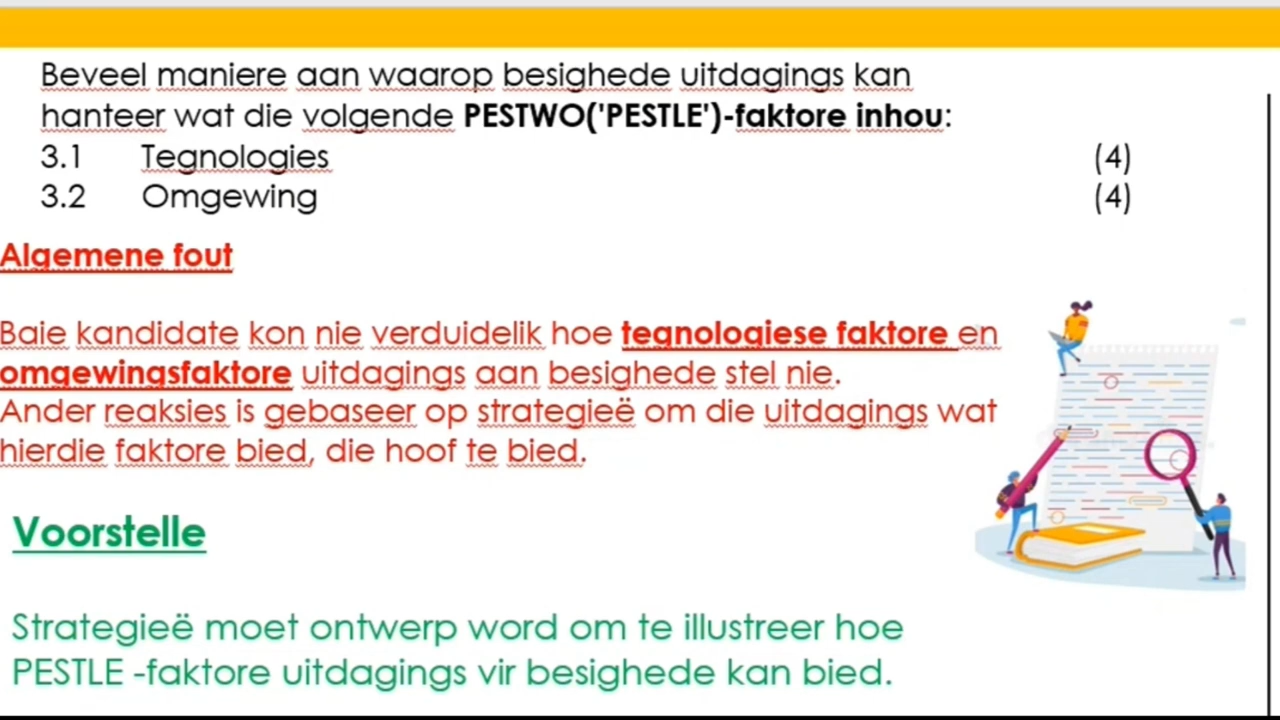 Beveel maniere aan waarop besighede uitdagings kan
hanteer wat die volgende PESTWO('PESTLE')-faktore inhou:
3.1 Tegnologies (4)
3.2 Omgewing (4)
Algemene fout
Baie kandidate kon nie verduidelik hoe tegnologiese faktore en
omgewingsfaktore uitdagings aan besighede stel nie.
Ander reaksies is gebaseer op strategieë om die uitdagings wat
hierdie faktore bied, die hoof te bied.
Voorstelle
Strategieë moet ontwerp word om te illustreer hoe
PESTLE -faktore uitdagings vir besighede kan bied.